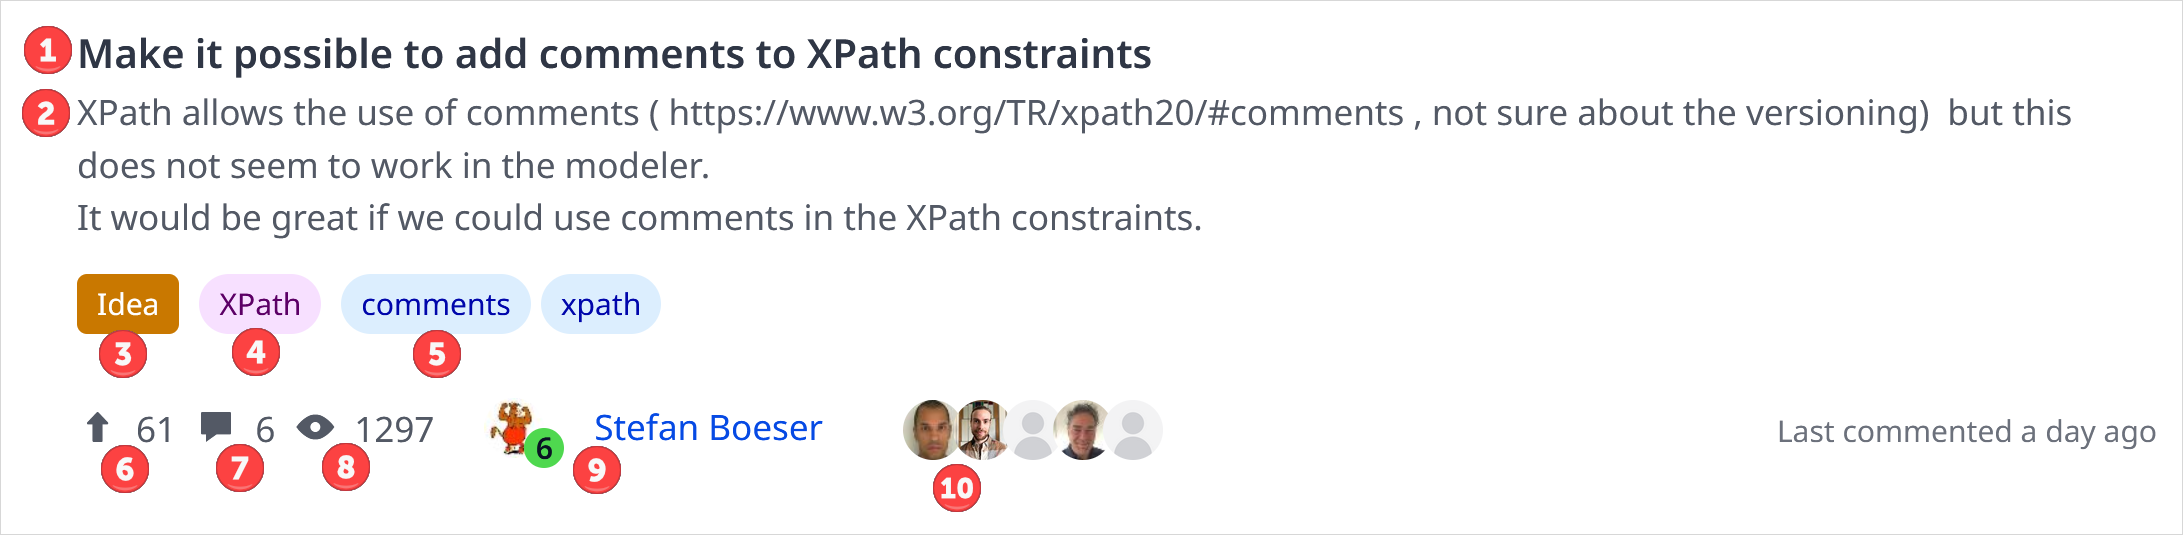 1 Make it possible to add comments to XPath constraints
2 XPath allows the use of comments ( https://www.w3.org/TR/xpath20/#comments , not sure about the versioning)  but this
does not seem to work in the modeler.
It would be great if we could use comments in the XPath constraints.
Idea XPath comments xpath
3 4 5
61 6 1297 6 Stefan Boeser Last commented a day ago
6 7 8 9 10